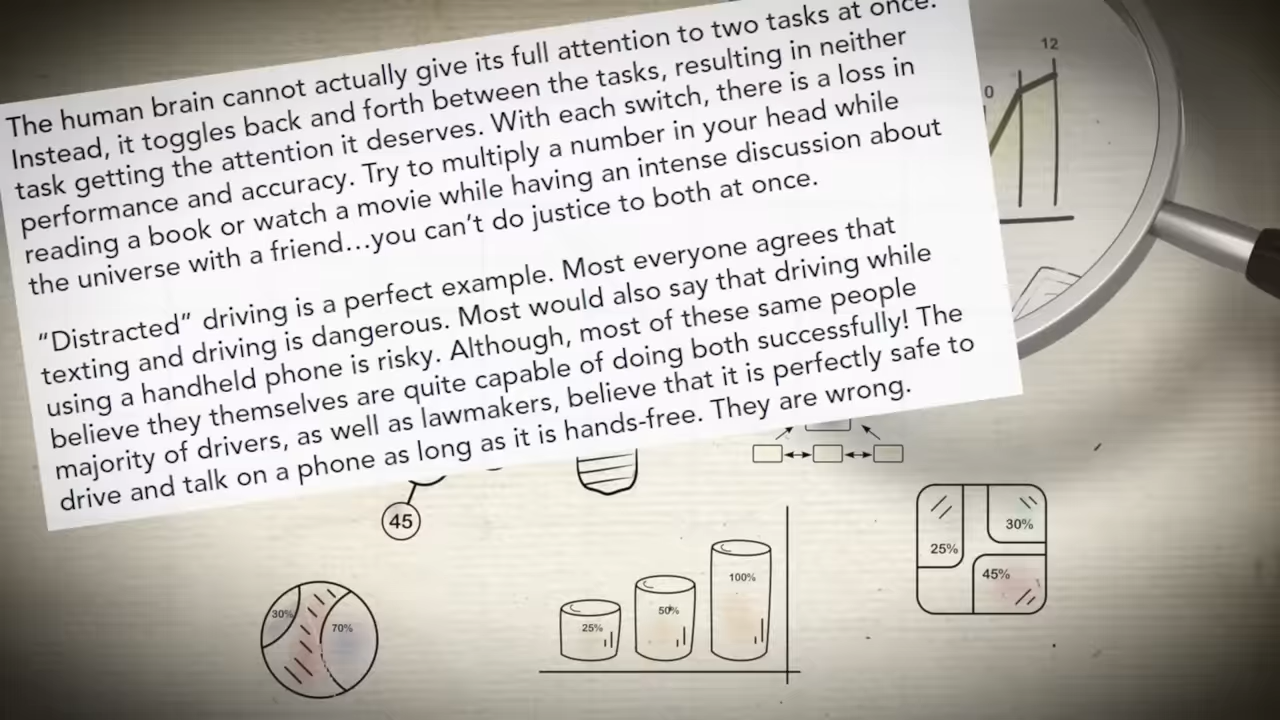 The human brain cannot actually give its full attention to two tasks at once.
Instead, it toggles back and forth between the tasks, resulting in neither
task getting the attention it deserves. With each switch, there is a loss in
performance and accuracy. Try to multiply a number in your head while
reading a book or watch a movie while having an intense discussion about
the universe with a friend…you can’t do justice to both at once.
“Distracted” driving is a perfect example. Most everyone agrees that
texting and driving is dangerous. Most would also say that driving while
using a handheld phone is risky. Although, most of these same people
believe they themselves are quite capable of doing both successfully! The
majority of drivers, as well as lawmakers, believe that it is perfectly safe to
drive and talk on a phone as long as it is hands-free. They are wrong.
12
0
45
30%
70%
25%
50%
100%
25%
30%
45%